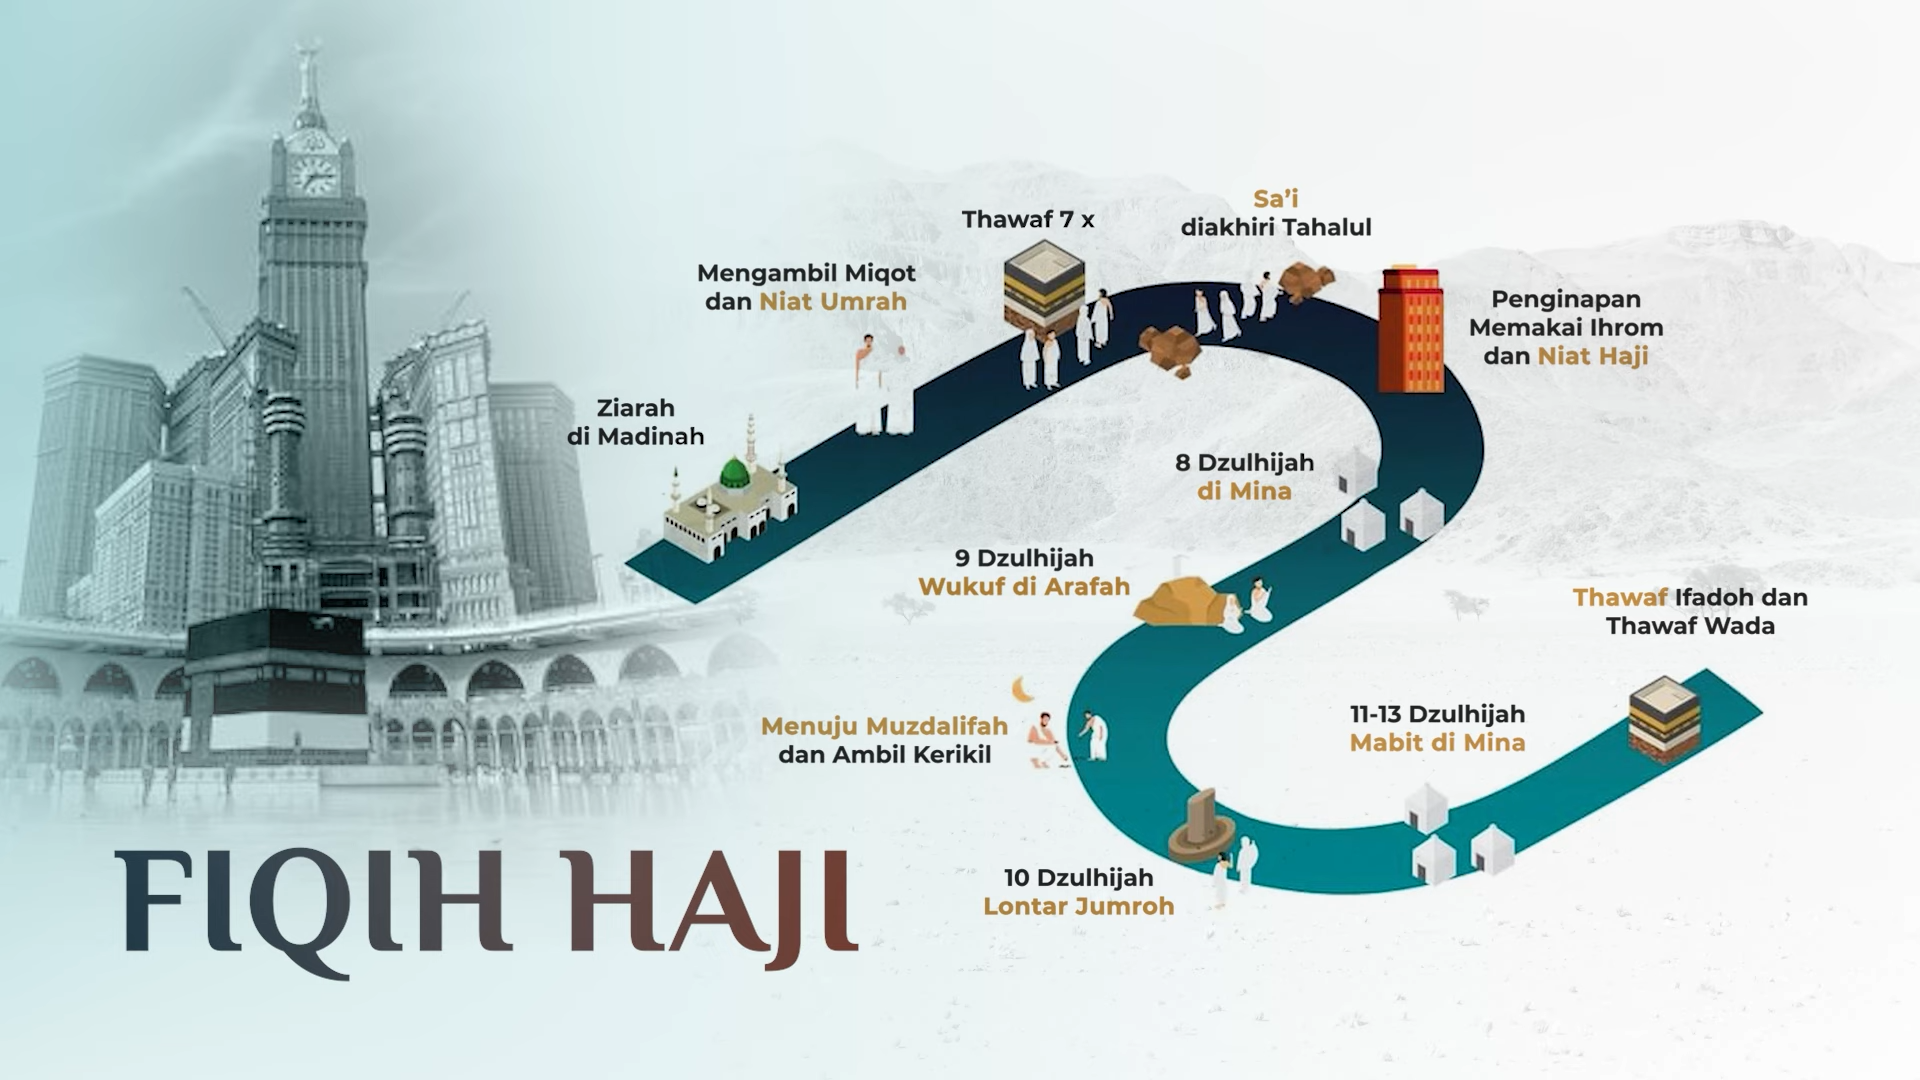 Thawaf 7 x
Sa'i
diakhiri Tahalul
Mengambil Miqot
dan Niat Umrah
Penginapan
Memakai Ihrom
dan Niat Haji
Ziarah
di Madinah
8 Dzulhijah
di Mina
9 Dzulhijah
Wukuf di Arafah
Thawaf Ifadoh dan
Thawaf Wada
Menuju Muzdalifah
dan Ambil Kerikil
11-13 Dzulhijah
Mabit di Mina
10 Dzulhijah
Lontar Jumroh
FIQIH HAJI